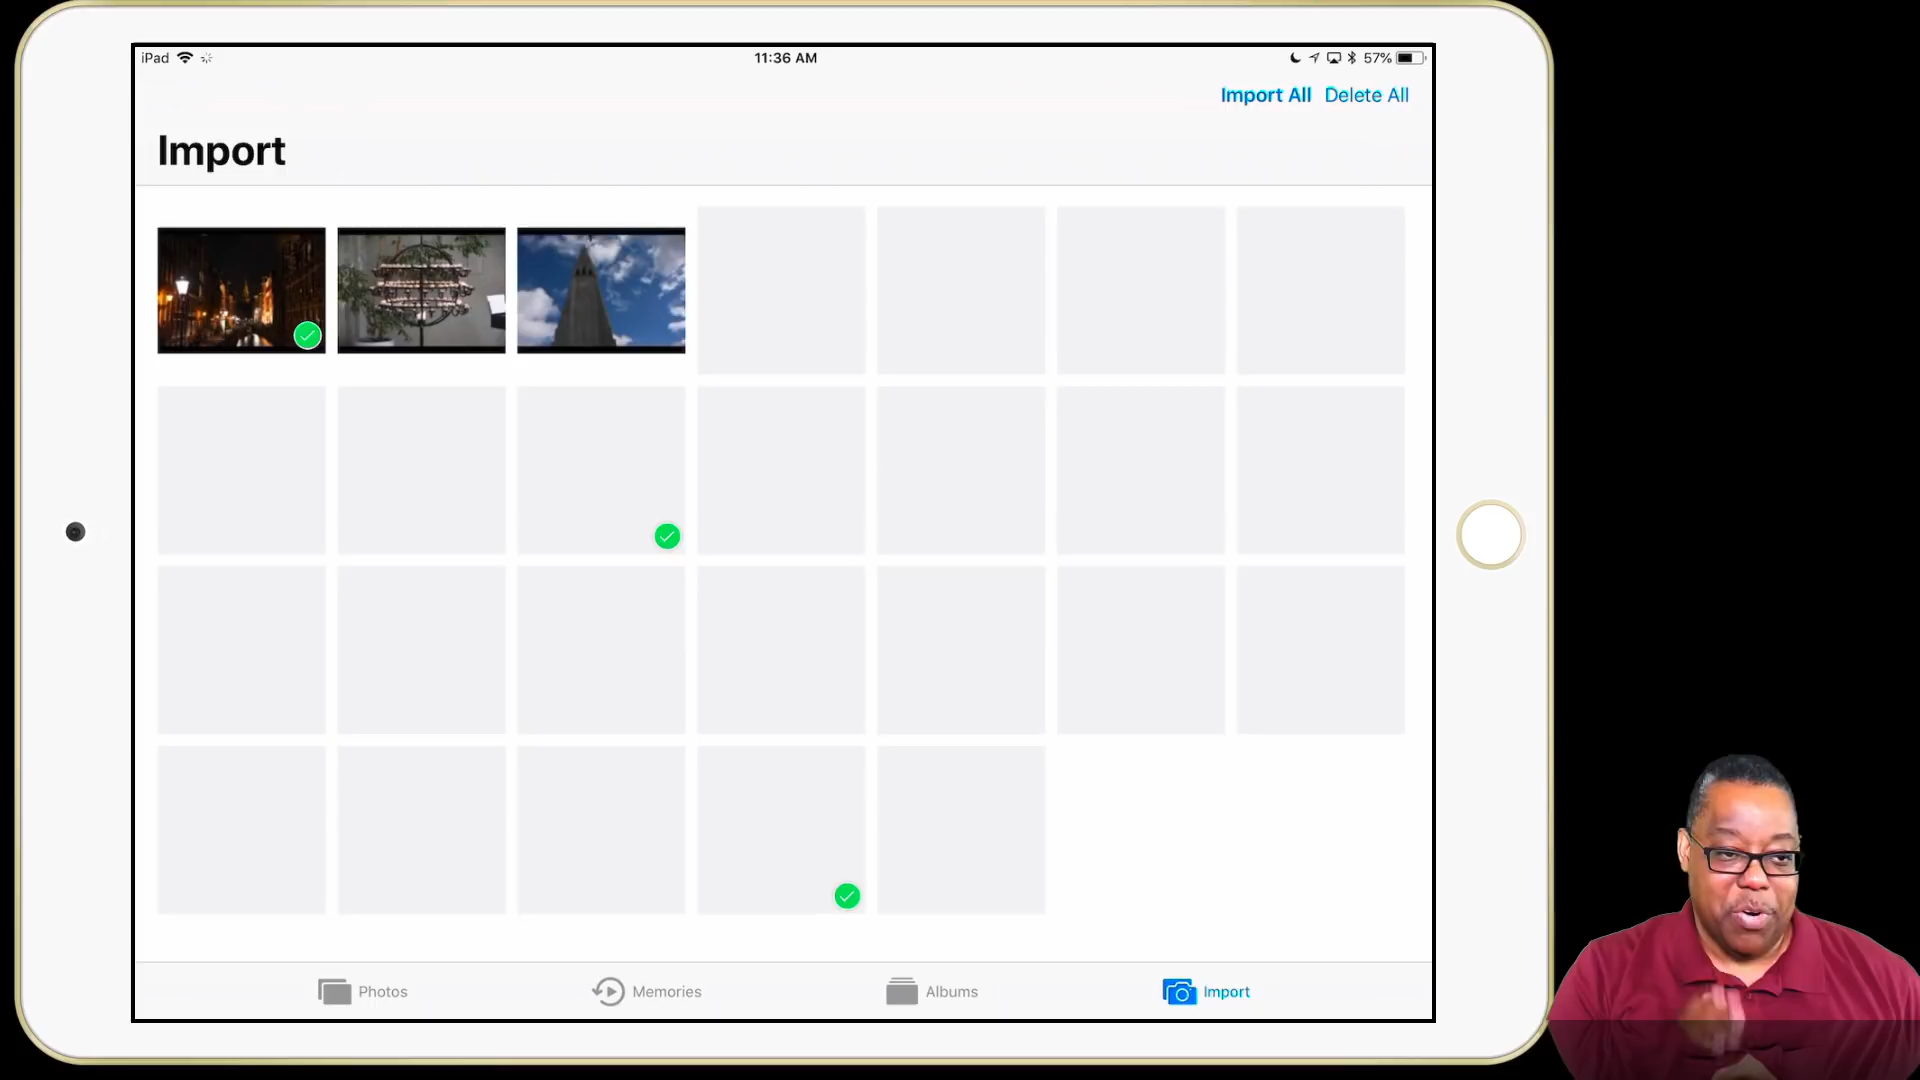 iPad
11:36 AM
57%
Import All Delete All
Import
Photos
Memories
Albums
Import